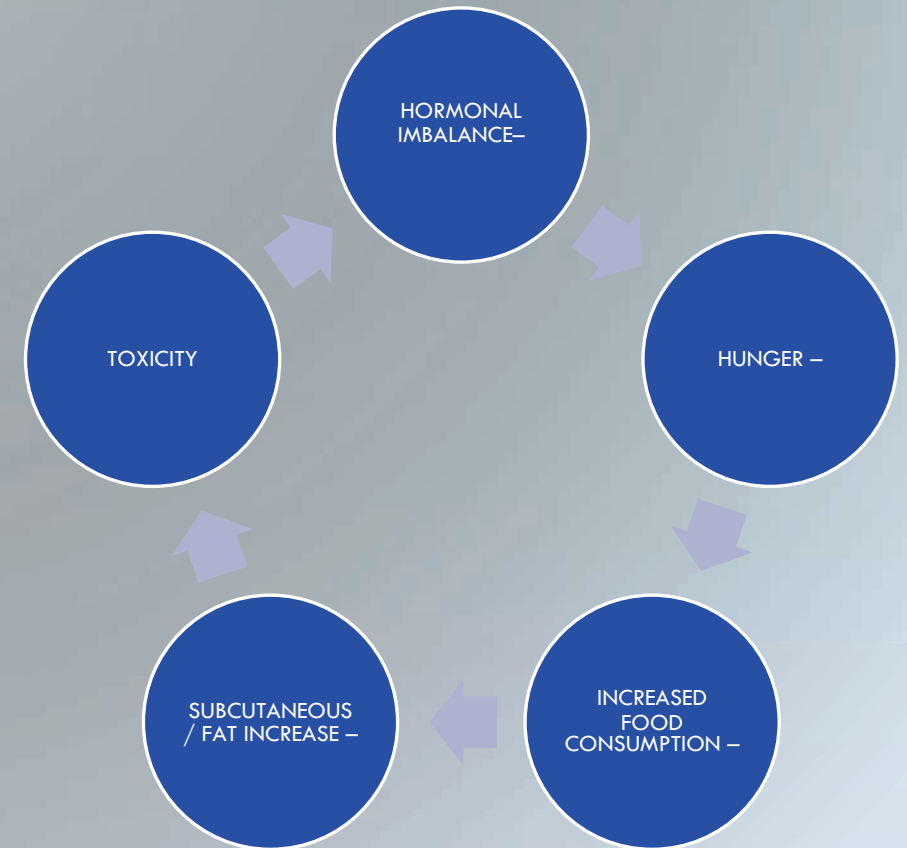 HORMONAL
IMBALANCE–
HUNGER –
INCREASED
FOOD
CONSUMPTION –
SUBCUTANEOUS
/ FAT INCREASE –
TOXICITY